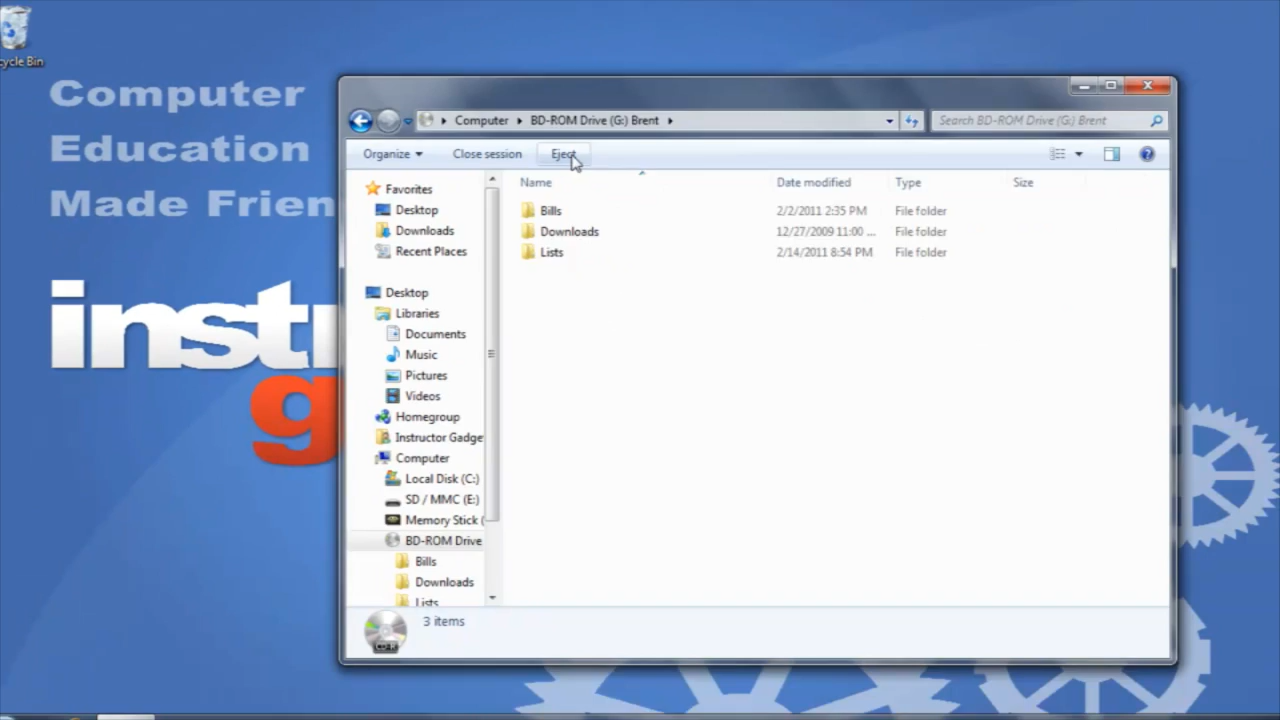 cycle Bin
Computer
Education
Made Frien
instr
g
Computer
BD-ROM Drive (G:) Brent
Search BD-ROM Drive (G:) Brent
Organize
Close session
Eject
Name
Date modified
Type
Size
Bills
2/2/2011 2:35 PM
File folder
Downloads
12/27/2009 11:00 ...
File folder
Lists
2/14/2011 8:54 PM
File folder
Favorites
Desktop
Downloads
Recent Places
Desktop
Libraries
Documents
Music
Pictures
Videos
Homegroup
Instructor Gadge
Computer
Local Disk (C:)
SD / MMC (E:)
Memory Stick (
BD-ROM Drive
Bills
Downloads
Lists
CD-R
3 items